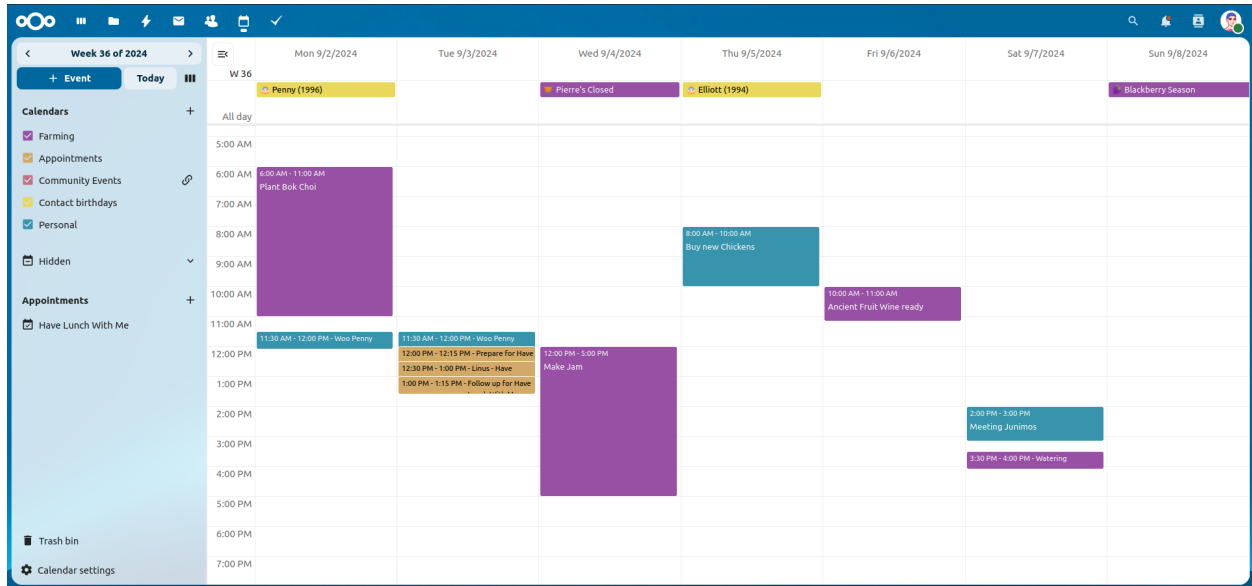 Week 36 of 2024
+ Event
Today
Calendars
Farming
Appointments
Community Events
Contact birthdays
Personal
Hidden
Appointments
Have Lunch With Me
Trash bin
Calendar settings
Mon 9/2/2024 Tue 9/3/2024 Wed 9/4/2024 Thu 9/5/2024 Fri 9/6/2024 Sat 9/7/2024 Sun 9/8/2024
W 36
All day
Penny (1996)
Pierre's Closed
Elliott (1994)
Blackberry Season
5:00 AM
6:00 AM
7:00 AM
8:00 AM
9:00 AM
10:00 AM
11:00 AM
12:00 PM
1:00 PM
2:00 PM
3:00 PM
4:00 PM
5:00 PM
6:00 PM
7:00 PM
6:00 AM - 11:00 AM
Plant Bok Choi
11:30 AM - 12:00 PM - Woo Penny
11:30 AM - 12:00 PM - Woo Penny
12:00 PM - 12:15 PM - Prepare for Have
12:30 PM - 1:00 PM - Linus - Have
1:00 PM - 1:15 PM - Follow up for Have
12:00 PM - 5:00 PM
Make Jam
8:00 AM - 10:00 AM
Buy new Chickens
10:00 AM - 11:00 AM
Ancient Fruit Wine ready
2:00 PM - 3:00 PM
Meeting Junimos
3:30 PM - 4:00 PM - Watering